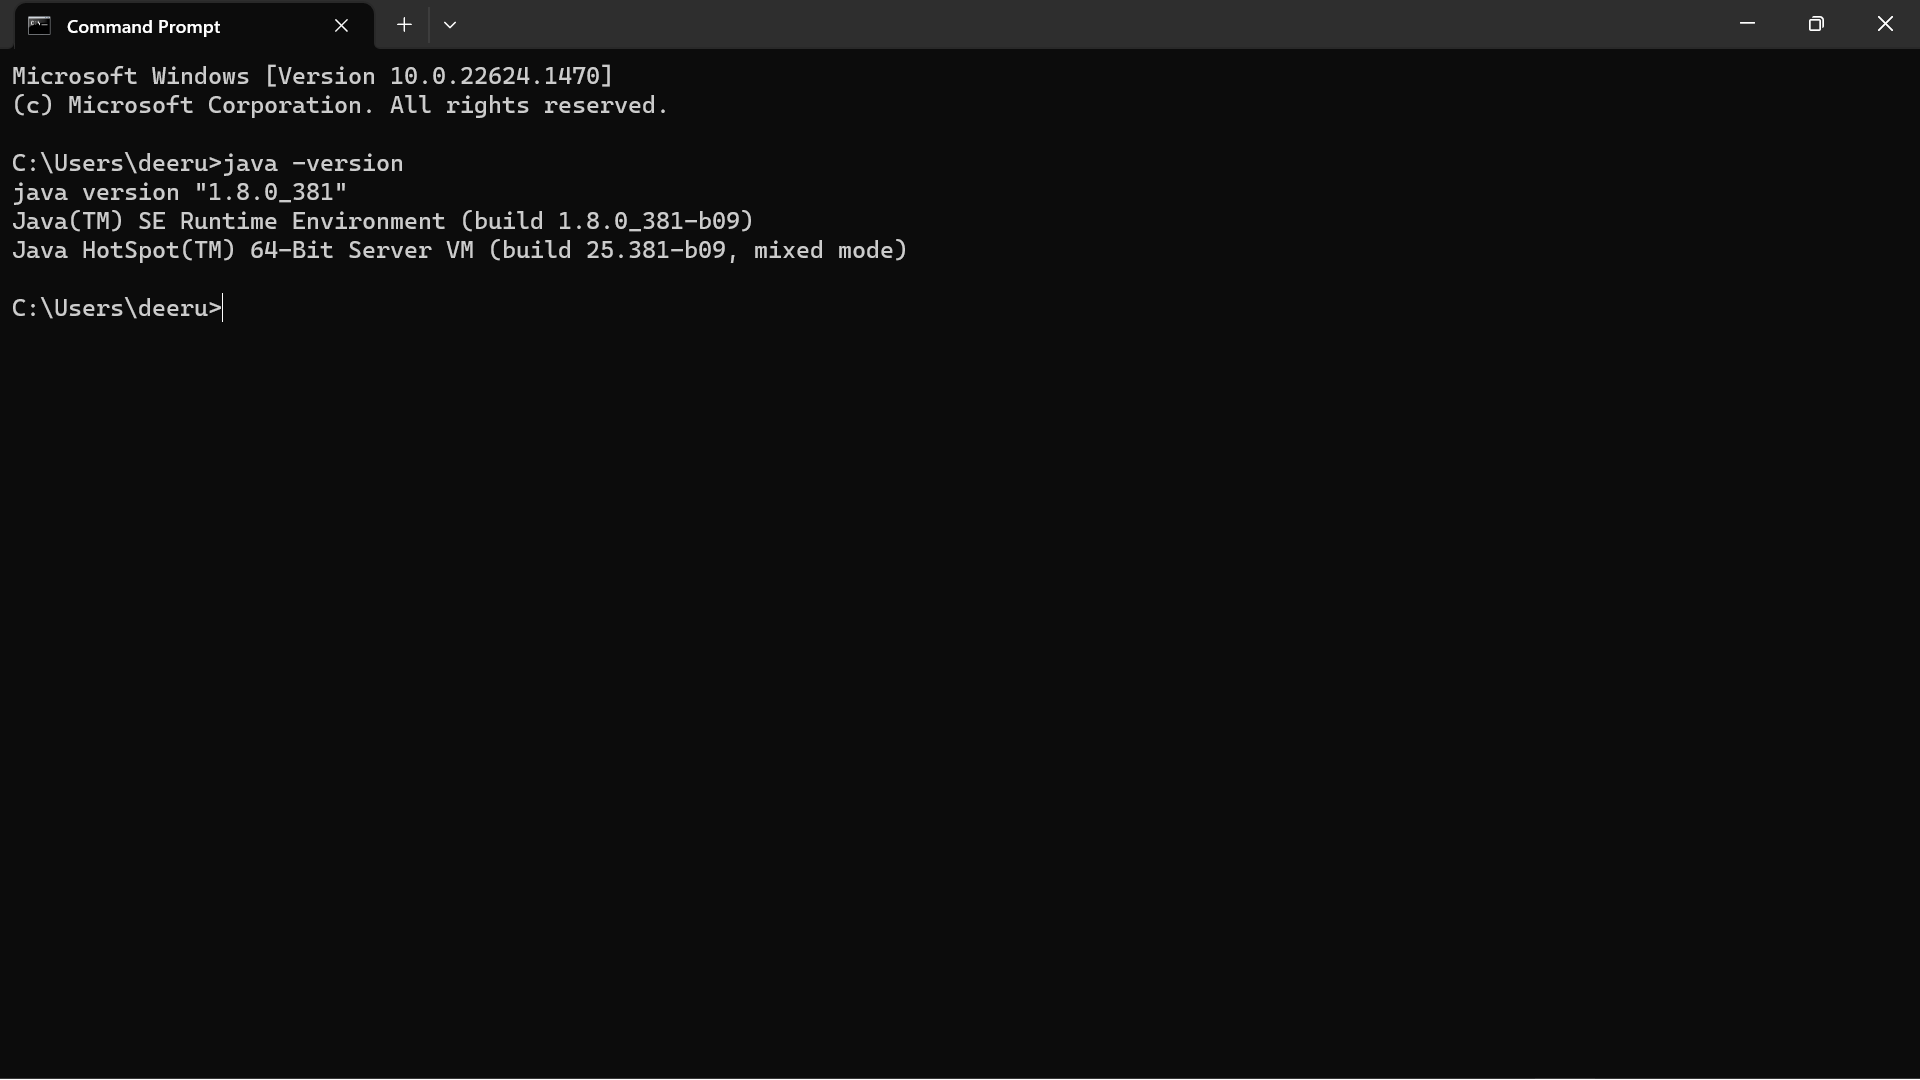 Command Prompt
Microsoft Windows [Version 10.0.22624.1470]
(c) Microsoft Corporation. All rights reserved.
C:\Users\deeru>java -version
java version "1.8.0_381"
Java(TM) SE Runtime Environment (build 1.8.0_381-b09)
Java HotSpot(TM) 64-Bit Server VM (build 25.381-b09, mixed mode)
C:\Users\deeru>